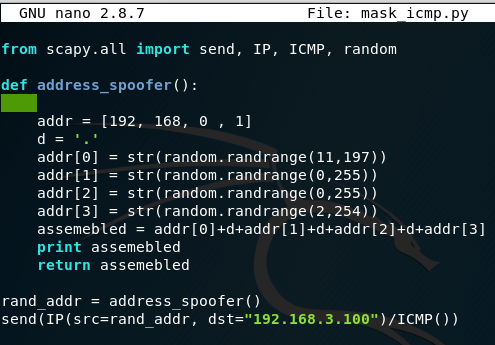 GNU nano 2.8.7 File: mask_icmp.py
from scapy.all import send, IP, ICMP, random
def address_spoofer():
addr = [192, 168, 0 , 1]
d = '.'
addr[0] = str(random.randrange(11,197))
addr[1] = str(random.randrange(0,255))
addr[2] = str(random.randrange(0,255))
addr[3] = str(random.randrange(2,254))
assemebled = addr[0]+d+addr[1]+d+addr[2]+d+addr[3]
print assemebled
return assemebled
rand_addr = address_spoofer()
send(IP(src=rand_addr, dst="192.168.3.100")/ICMP())